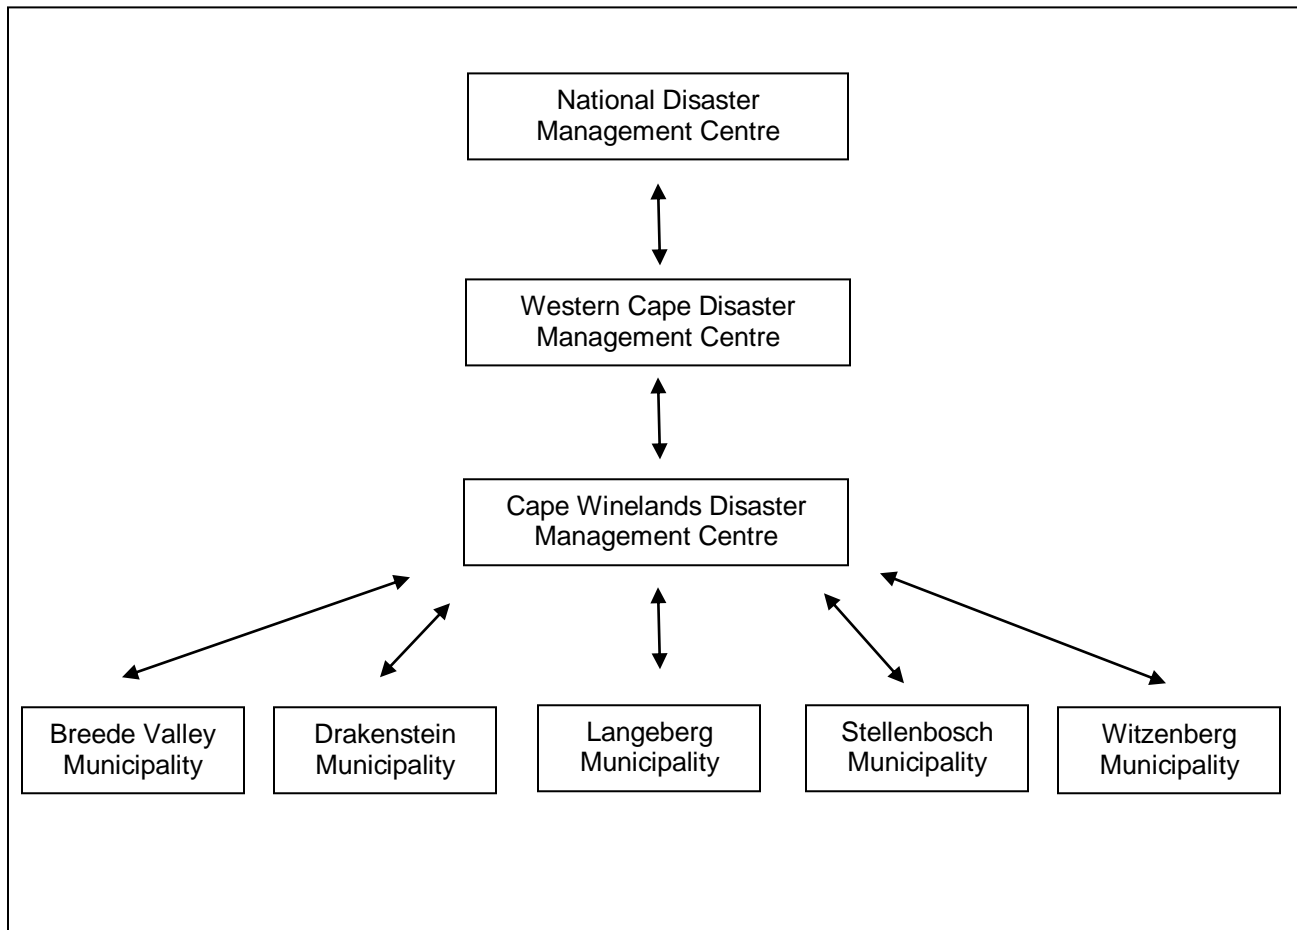 National Disaster
Management Centre
Western Cape Disaster
Management Centre
Cape Winelands Disaster
Management Centre
Breede Valley
Municipality
Drakenstein
Municipality
Langeberg
Municipality
Stellenbosch
Municipality
Witzenberg
Municipality